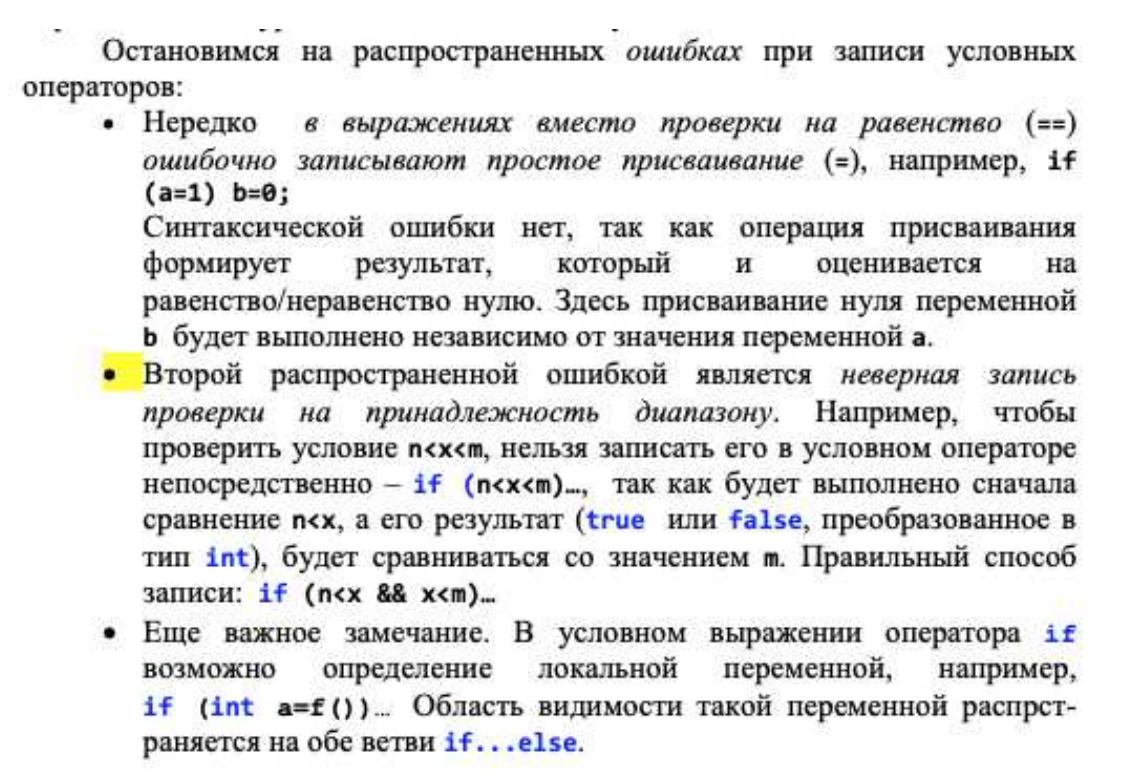 Остановимся на распространенных ошибках при записи условных
операторов:
• Нередко в выражениях вместо проверки на равенство (==)
ошибочно записывают простое присваивание (=), например, if
(a=1) b=0;
Синтаксической ошибки нет, так как операция присваивания
формирует результат, который и оценивается на
равенство/неравенство нулю. Здесь присваивание нуля переменной
b будет выполнено независимо от значения переменной a.
• Второй распространенной ошибкой является неверная запись
проверки на принадлежность диапазону. Например, чтобы
проверить условие n<x<m, нельзя записать его в условном операторе
непосредственно – if (n<x<m)…, так как будет выполнено сначала
сравнение n<x, а его результат (true или false, преобразованное в
тип int), будет сравниваться со значением m. Правильный способ
записи: if (n<x && x<m)…
• Еще важное замечание. В условном выражении оператора if
возможно определение локальной переменной, например,
if (int a=f())… Область видимости такой переменной распрст-
раняется на обе ветви if...else.